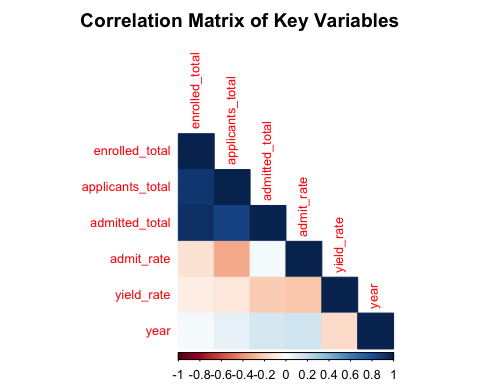 Correlation Matrix of Key Variables
enrolled_total
applicants_total
admitted_total
admit_rate
yield_rate
year
enrolled_total
applicants_total
admitted_total
admit_rate
yield_rate
year
-1 -0.8 -0.6 -0.4 -0.2 0 0.2 0.4 0.6 0.8 1